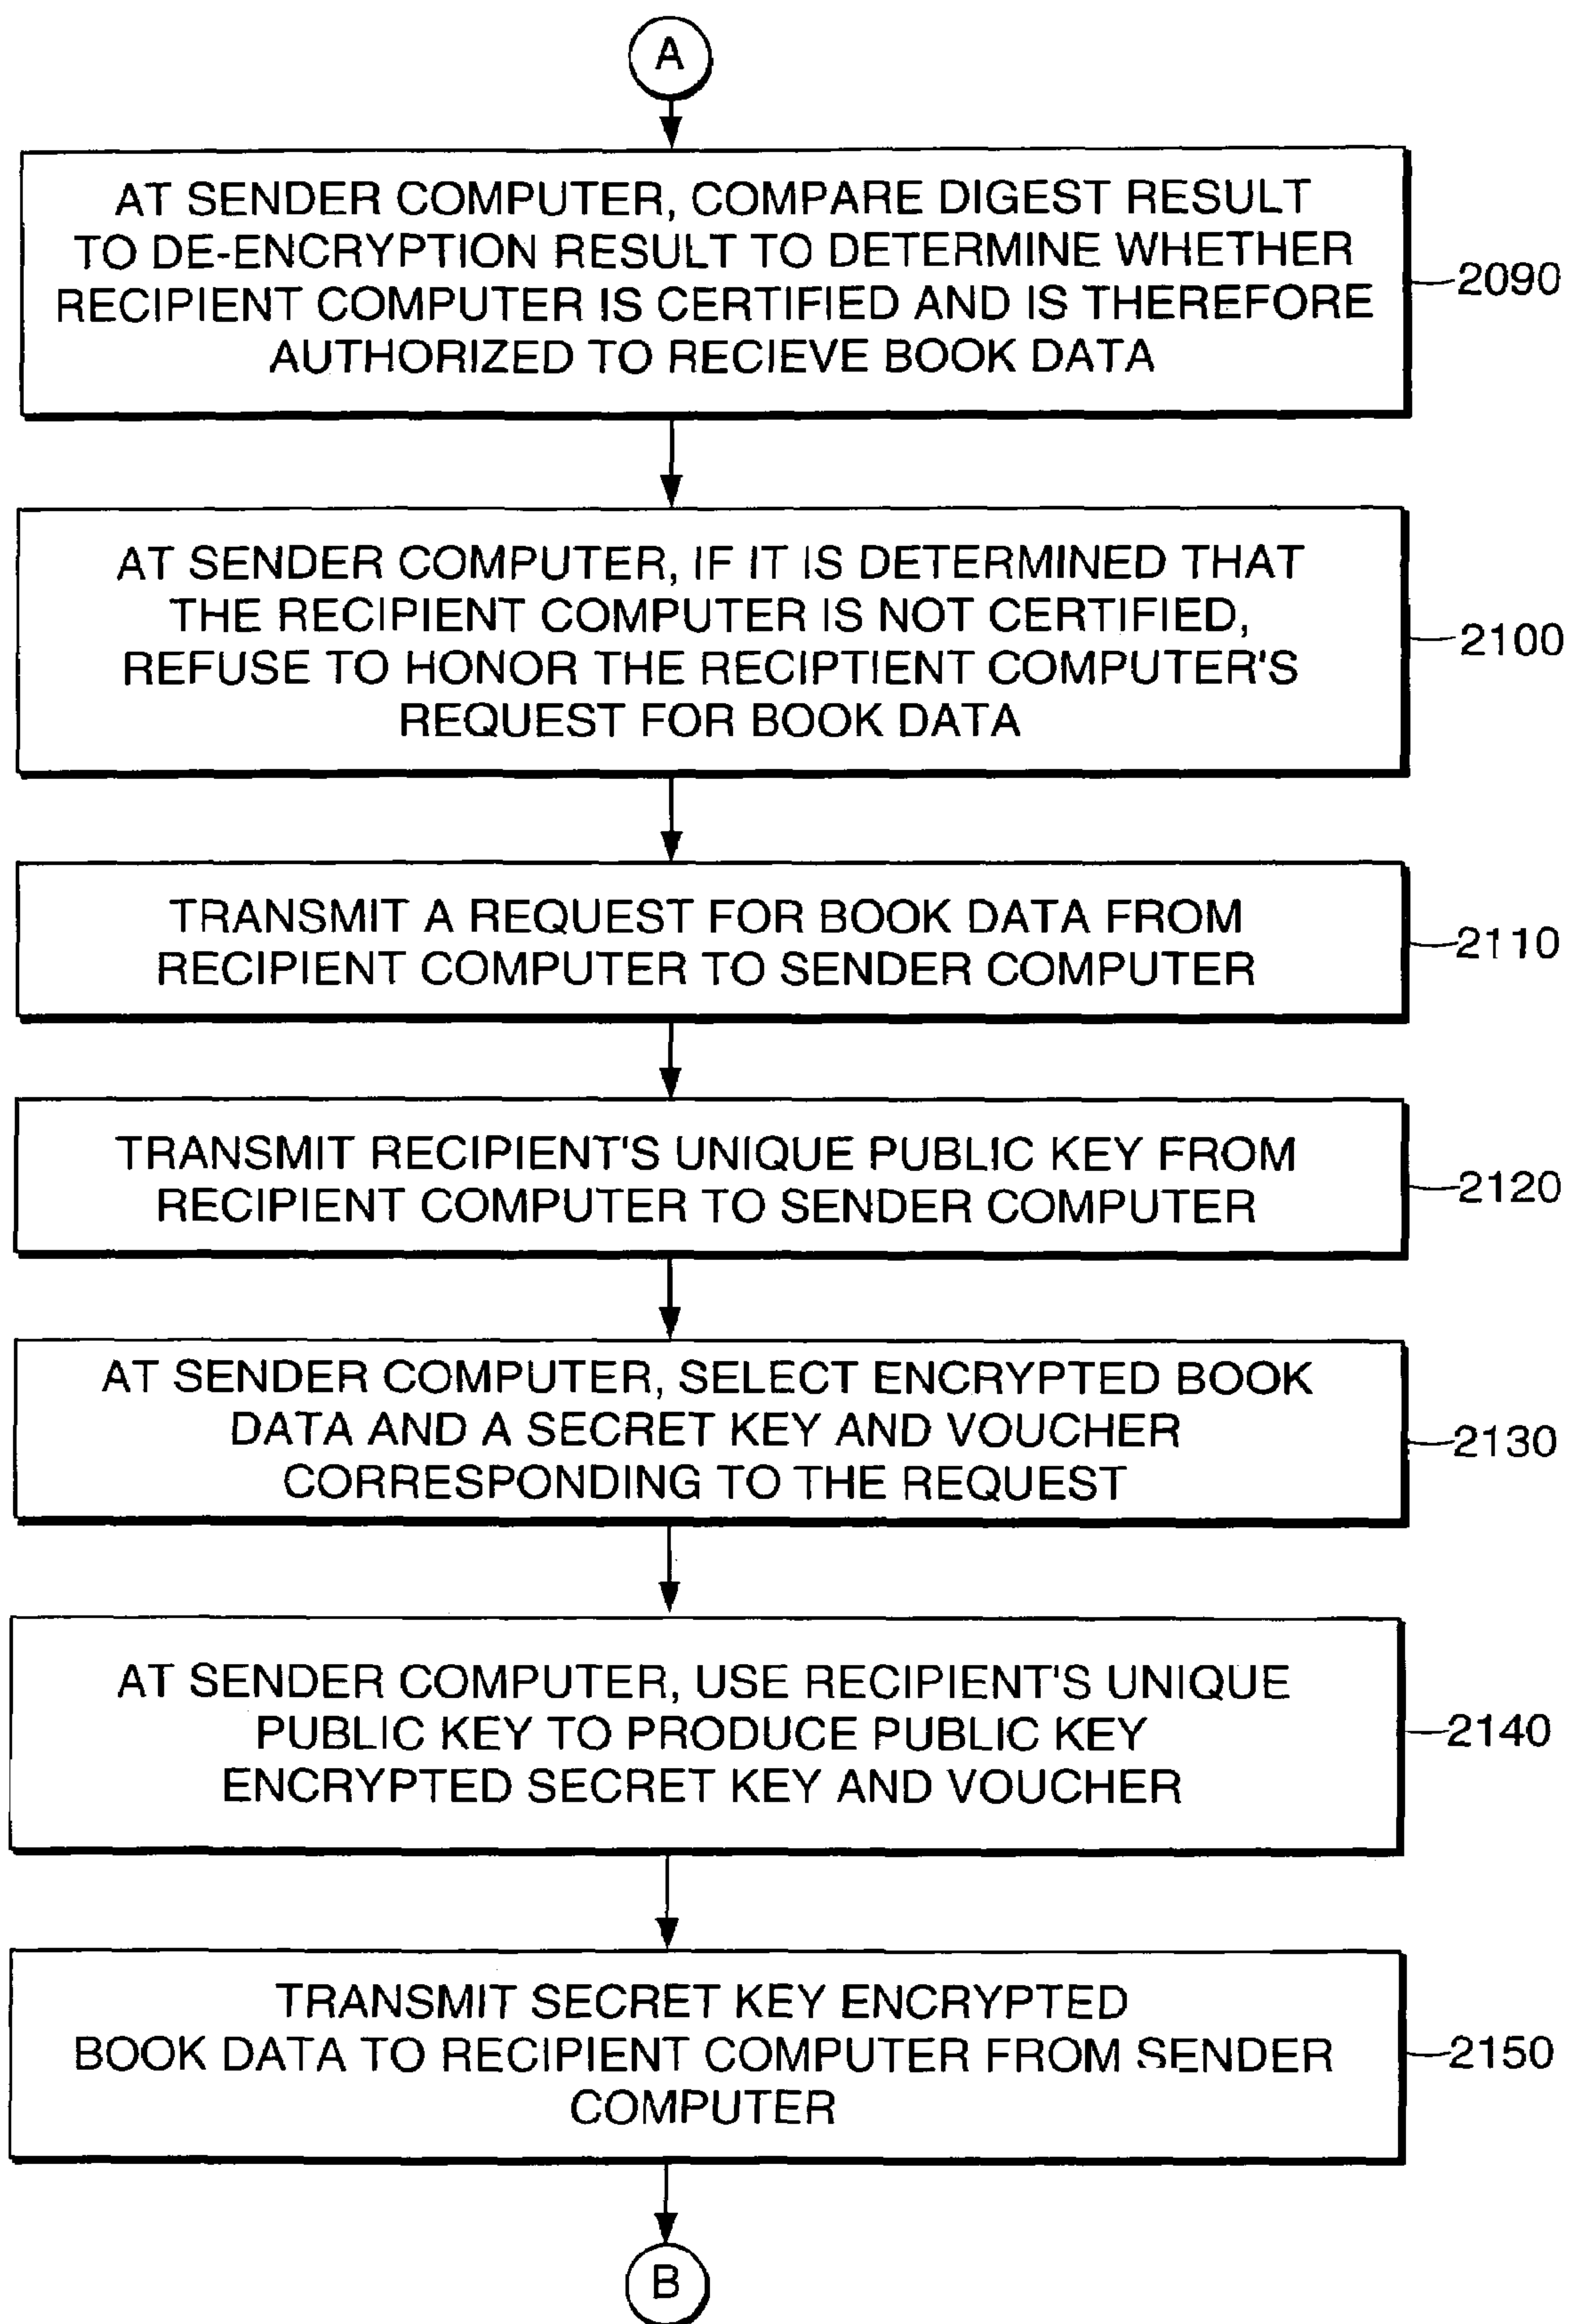 A
AT SENDER COMPUTER, COMPARE DIGEST RESULT
TO DE-ENCRYPTION RESULT TO DETERMINE WHETHER
RECIPIENT COMPUTER IS CERTIFIED AND IS THEREFORE
AUTHORIZED TO RECIEVE BOOK DATA
2090
AT SENDER COMPUTER, IF IT IS DETERMINED THAT
THE RECIPIENT COMPUTER IS NOT CERTIFIED,
REFUSE TO HONOR THE RECIPTIENT COMPUTER'S
REQUEST FOR BOOK DATA
2100
TRANSMIT A REQUEST FOR BOOK DATA FROM
RECIPIENT COMPUTER TO SENDER COMPUTER
2110
TRANSMIT RECIPIENT'S UNIQUE PUBLIC KEY FROM
RECIPIENT COMPUTER TO SENDER COMPUTER
2120
AT SENDER COMPUTER, SELECT ENCRYPTED BOOK
DATA AND A SECRET KEY AND VOUCHER
CORRESPONDING TO THE REQUEST
2130
AT SENDER COMPUTER, USE RECIPIENT'S UNIQUE
PUBLIC KEY TO PRODUCE PUBLIC KEY
ENCRYPTED SECRET KEY AND VOUCHER
2140
TRANSMIT SECRET KEY ENCRYPTED
BOOK DATA TO RECIPIENT COMPUTER FROM SENDER
COMPUTER
2150
B